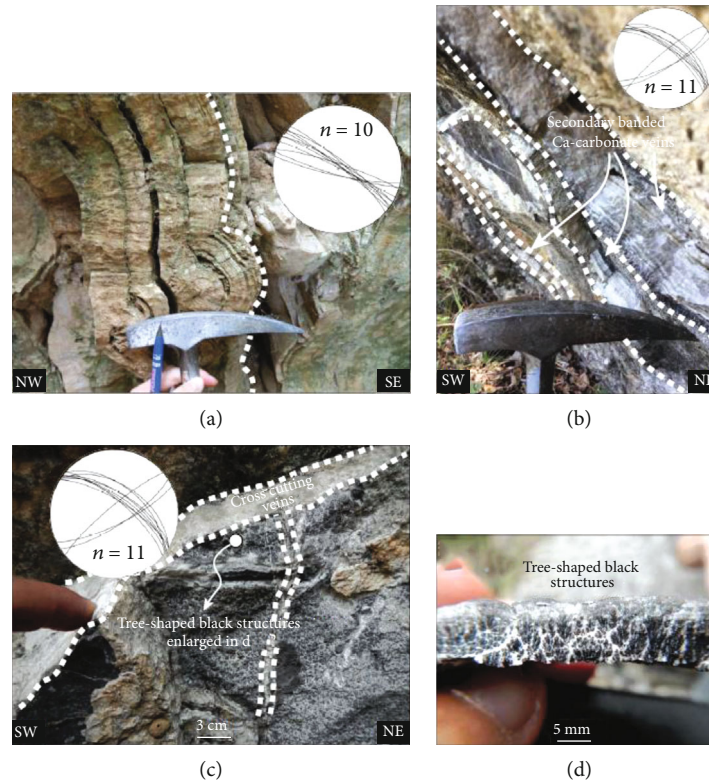 n = 10
NW
SE
(a)
n = 11
Secondary banded
Ca-carbonate veins
SW
NE
(b)
Cross cutting
veins
n = 11
Tree-shaped black structures
enlarged in d
SW
3 cm
NE
(c)
Tree-shaped black
structures
5 mm
(d)